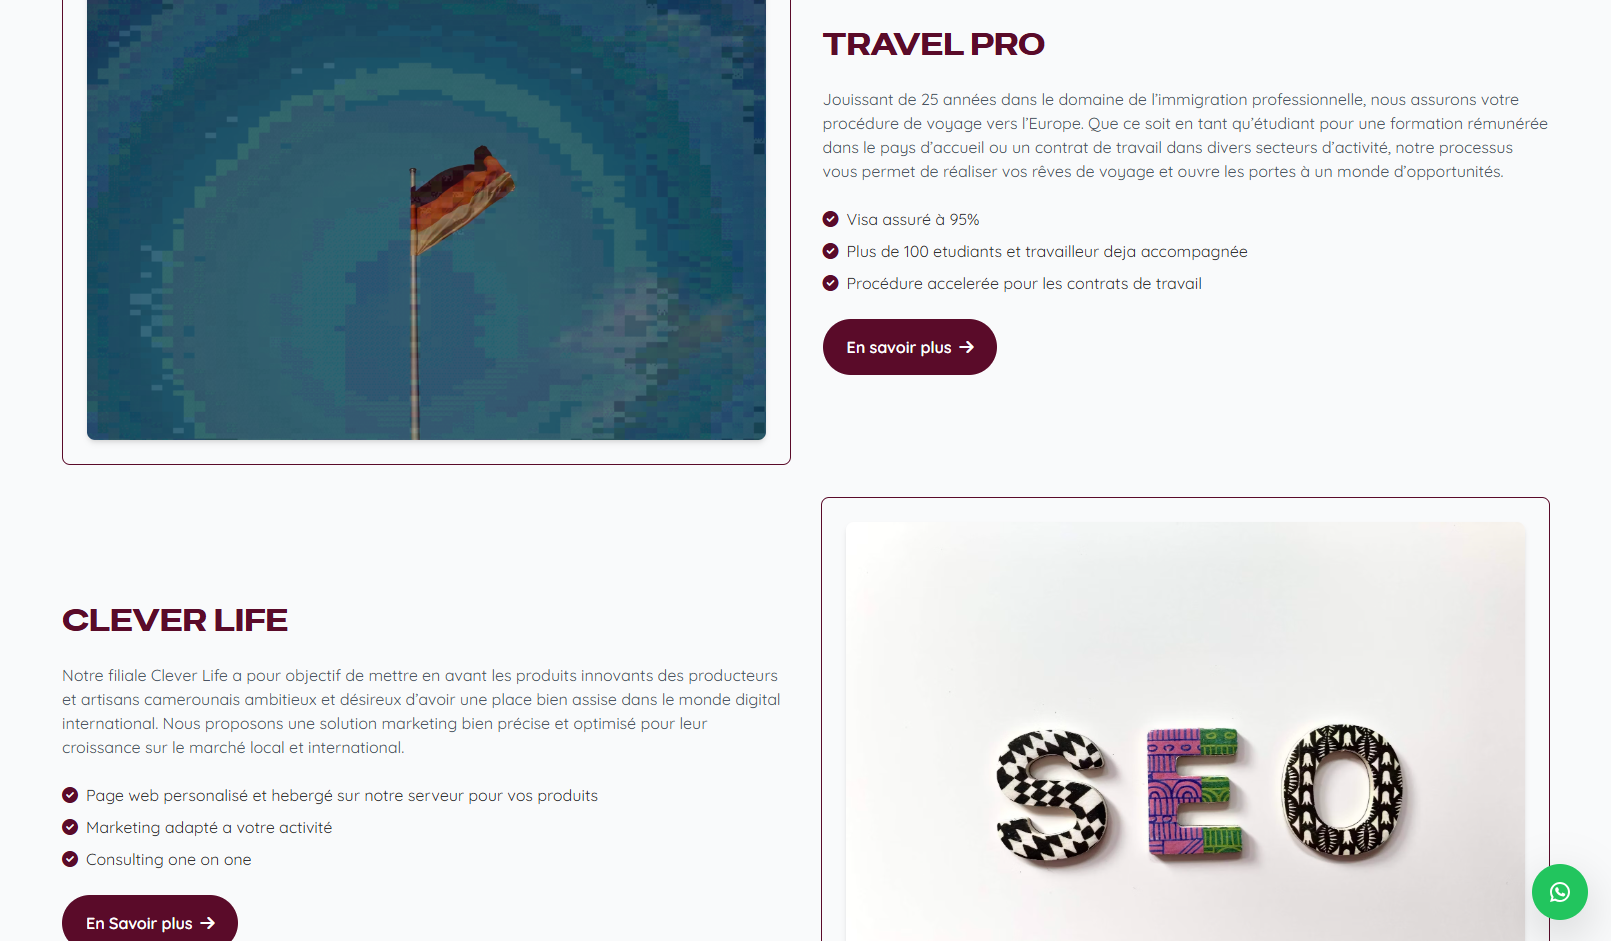 TRAVEL PRO
Jouissant de 25 années dans le domaine de l’immigration professionnelle, nous assurons votre
procédure de voyage vers l’Europe. Que ce soit en tant qu’étudiant pour une formation rémunérée
dans le pays d’accueil ou un contrat de travail dans divers secteurs d’activité, notre processus
vous permet de réaliser vos rêves de voyage et ouvre les portes à un monde d’opportunités.
Visa assuré à 95%
Plus de 100 etudiants et travailleur deja accompagnée
Procédure accelerée pour les contrats de travail
En savoir plus
CLEVER LIFE
Notre filiale Clever Life a pour objectif de mettre en avant les produits innovants des producteurs
et artisans camerounais ambitieux et désireux d’avoir une place bien assise dans le monde digital
international. Nous proposons une solution marketing bien précise et optimisé pour leur
croissance sur le marché local et international.
Page web personalisé et hebergé sur notre serveur pour vos produits
Marketing adapté a votre activité
Consulting one on one
En Savoir plus
SEO